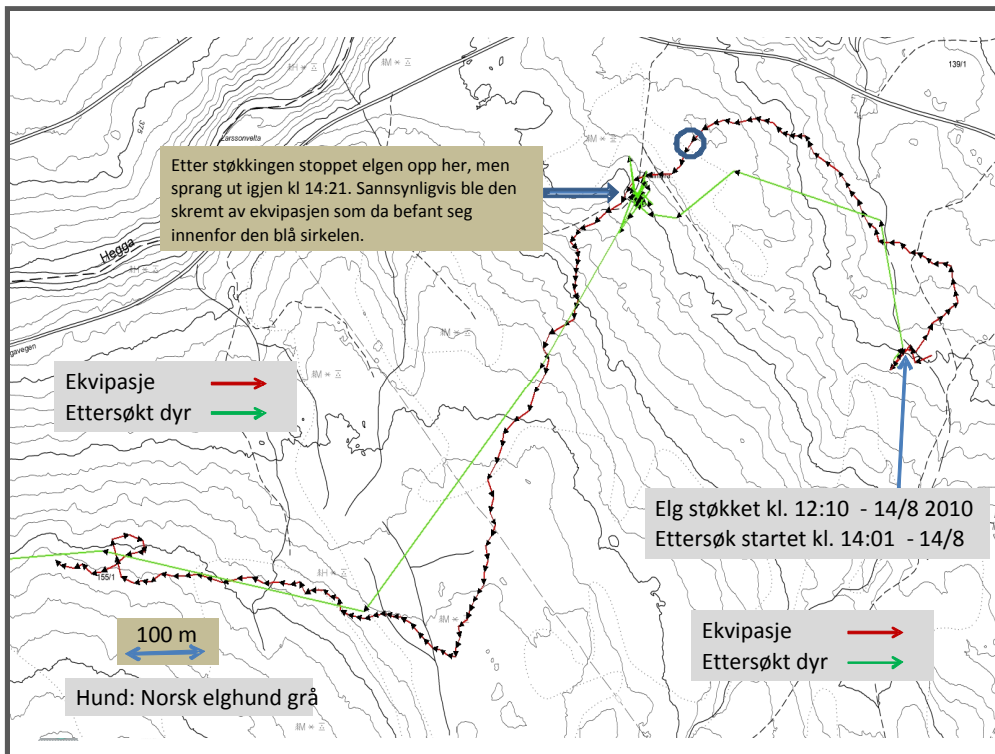 139/1
375
Larssonvelta
Etter støkkingen stoppet elgen opp her, men
sprang ut igjen kl 14:21. Sannsynligvis ble den
skremt av ekvipasjen som da befant seg
innenfor den blå sirkelen.
Hegga
gavegen
Ekvipasje
Ettersøkt dyr
Elg støkket kl. 12:10 - 14/8 2010
Ettersøk startet kl. 14:01 - 14/8
155/1
100 m
Ekvipasje
Ettersøkt dyr
Hund: Norsk elghund grå